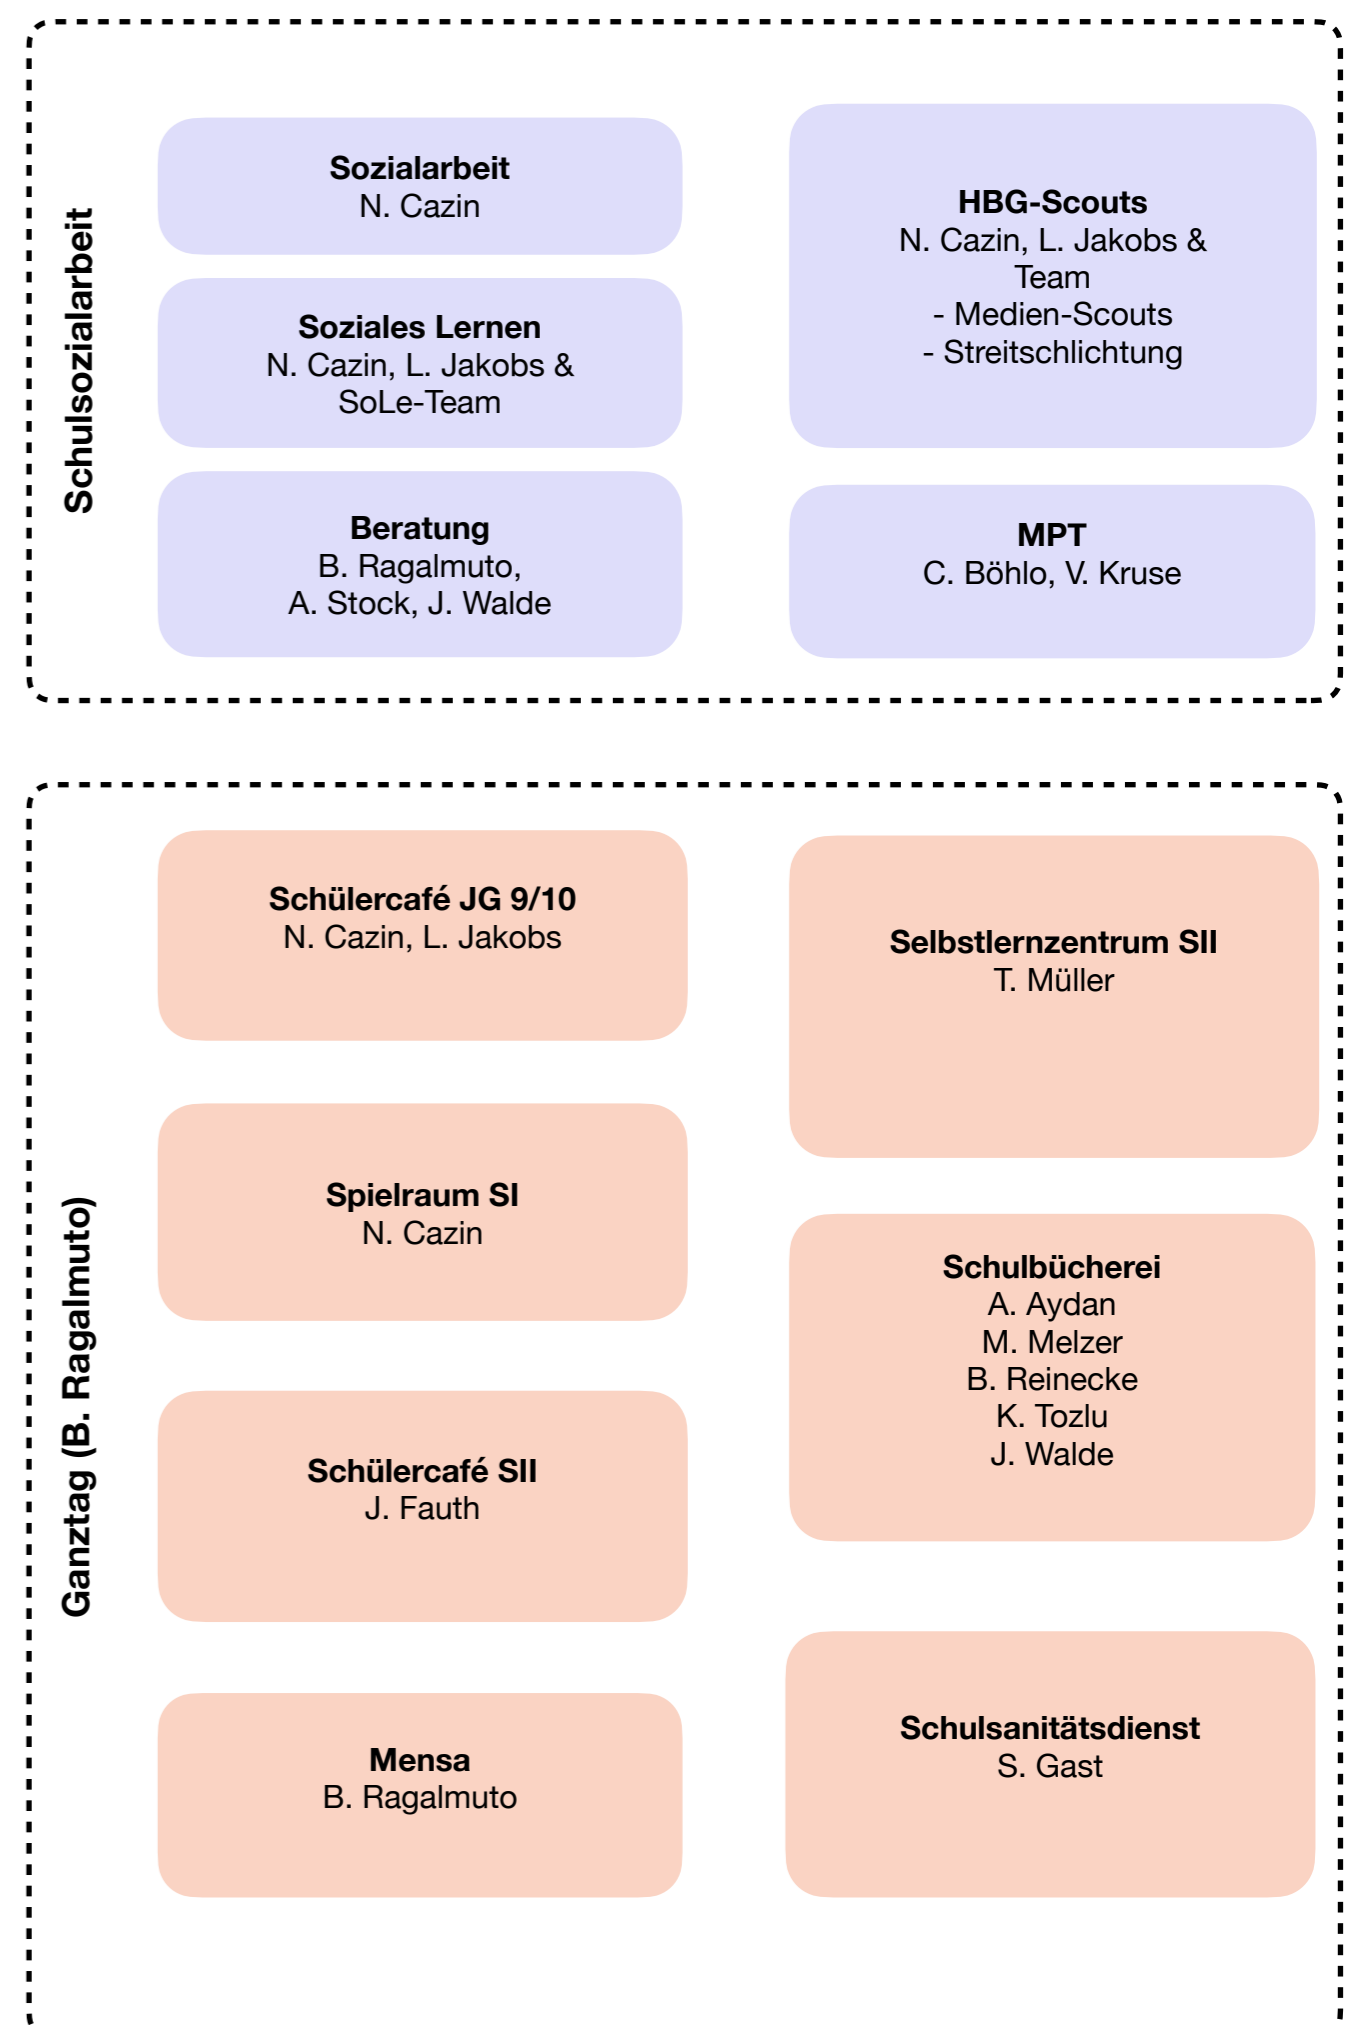 Schulsozialarbeit
Sozialarbeit
N. Cazin
Soziales Lernen
N. Cazin, L. Jakobs &
SoLe-Team
Beratung
B. Ragalmuto,
A. Stock, J. Walde
HBG-Scouts
N. Cazin, L. Jakobs &
Team
- Medien-Scouts
- Streitschlichtung
MPT
C. Böhlo, V. Kruse
Ganztag (B. Ragalmuto)
Schülercafé JG 9/10
N. Cazin, L. Jakobs
Spielraum SI
N. Cazin
Schülercafé SII
J. Fauth
Mensa
B. Ragalmuto
Selbstlernzentrum SII
T. Müller
Schulbücherei
A. Aydan
M. Melzer
B. Reinecke
K. Tozlu
J. Walde
Schulsanitätsdienst
S. Gast